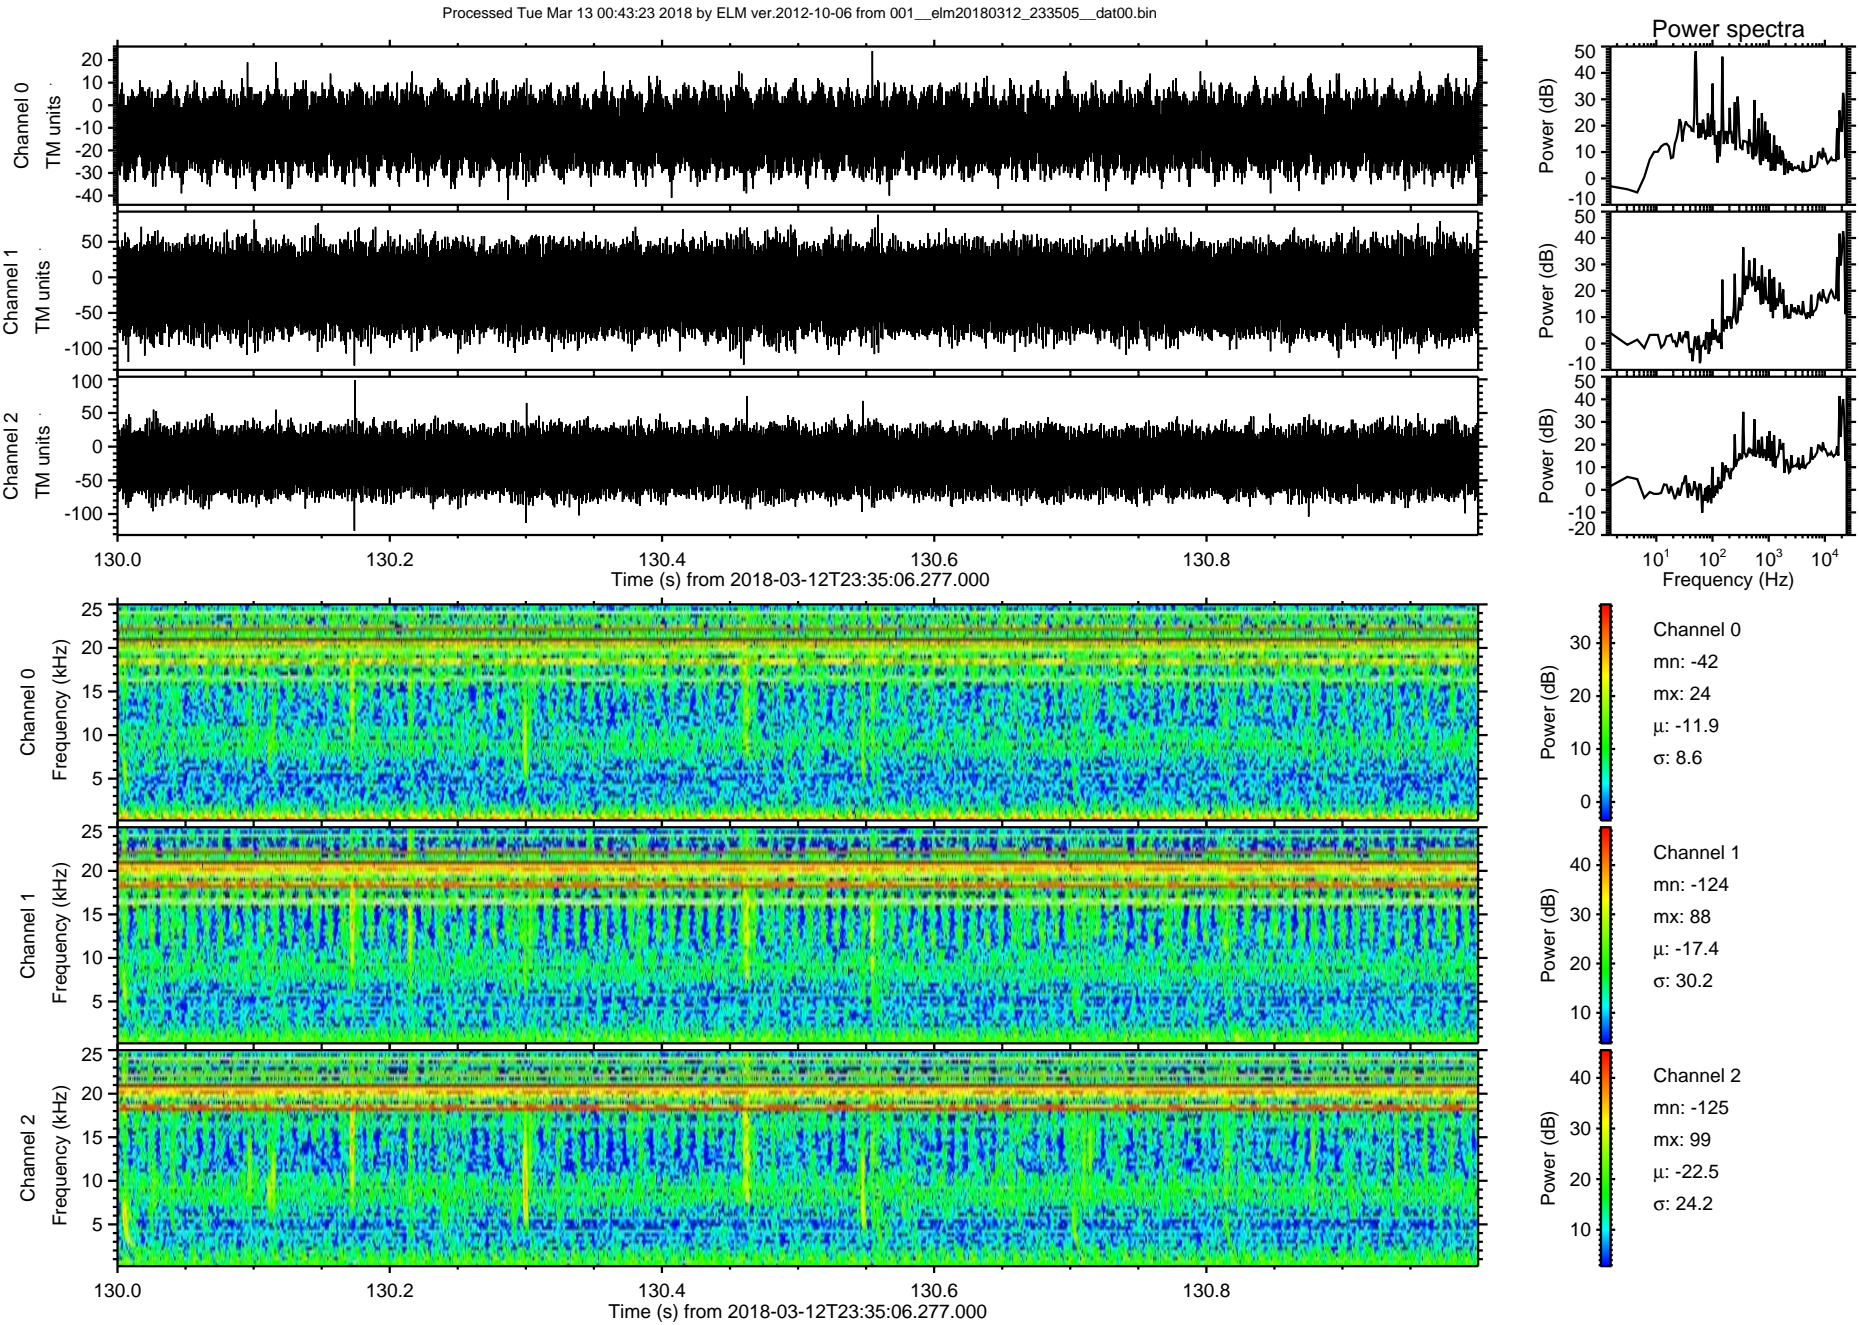 Processed Tue Mar 13 00:43:23 2018 by ELM ver.2012-10-06 from 001__elm20180312_233505__dat00.bin
Power spectra
Channel 0
TM units
20
10
0
-10
-20
-30
-40
Power (dB)
50
40
30
20
10
0
-10
Channel 1
TM units
50
0
-50
-100
Power (dB)
50
40
30
20
10
0
-10
Channel 2
TM units
100
50
0
-50
-100
Power (dB)
50
40
30
20
10
0
-10
-20
130.0 130.2 130.4 130.6 130.8
Time (s) from 2018-03-12T23:35:06.277.000
10¹ 10² 10³ 10⁴
Frequency (Hz)
Channel 0
Frequency (kHz)
25
20
15
10
5
Power (dB)
30
20
10
0
Channel 0
mn: -42
mx: 24
μ: -11.9
σ: 8.6
Channel 1
Frequency (kHz)
25
20
15
10
5
Power (dB)
40
30
20
10
Channel 1
mn: -124
mx: 88
μ: -17.4
σ: 30.2
Channel 2
Frequency (kHz)
25
20
15
10
5
Power (dB)
40
30
20
10
Channel 2
mn: -125
mx: 99
μ: -22.5
σ: 24.2
130.0 130.2 130.4 130.6 130.8
Time (s) from 2018-03-12T23:35:06.277.000